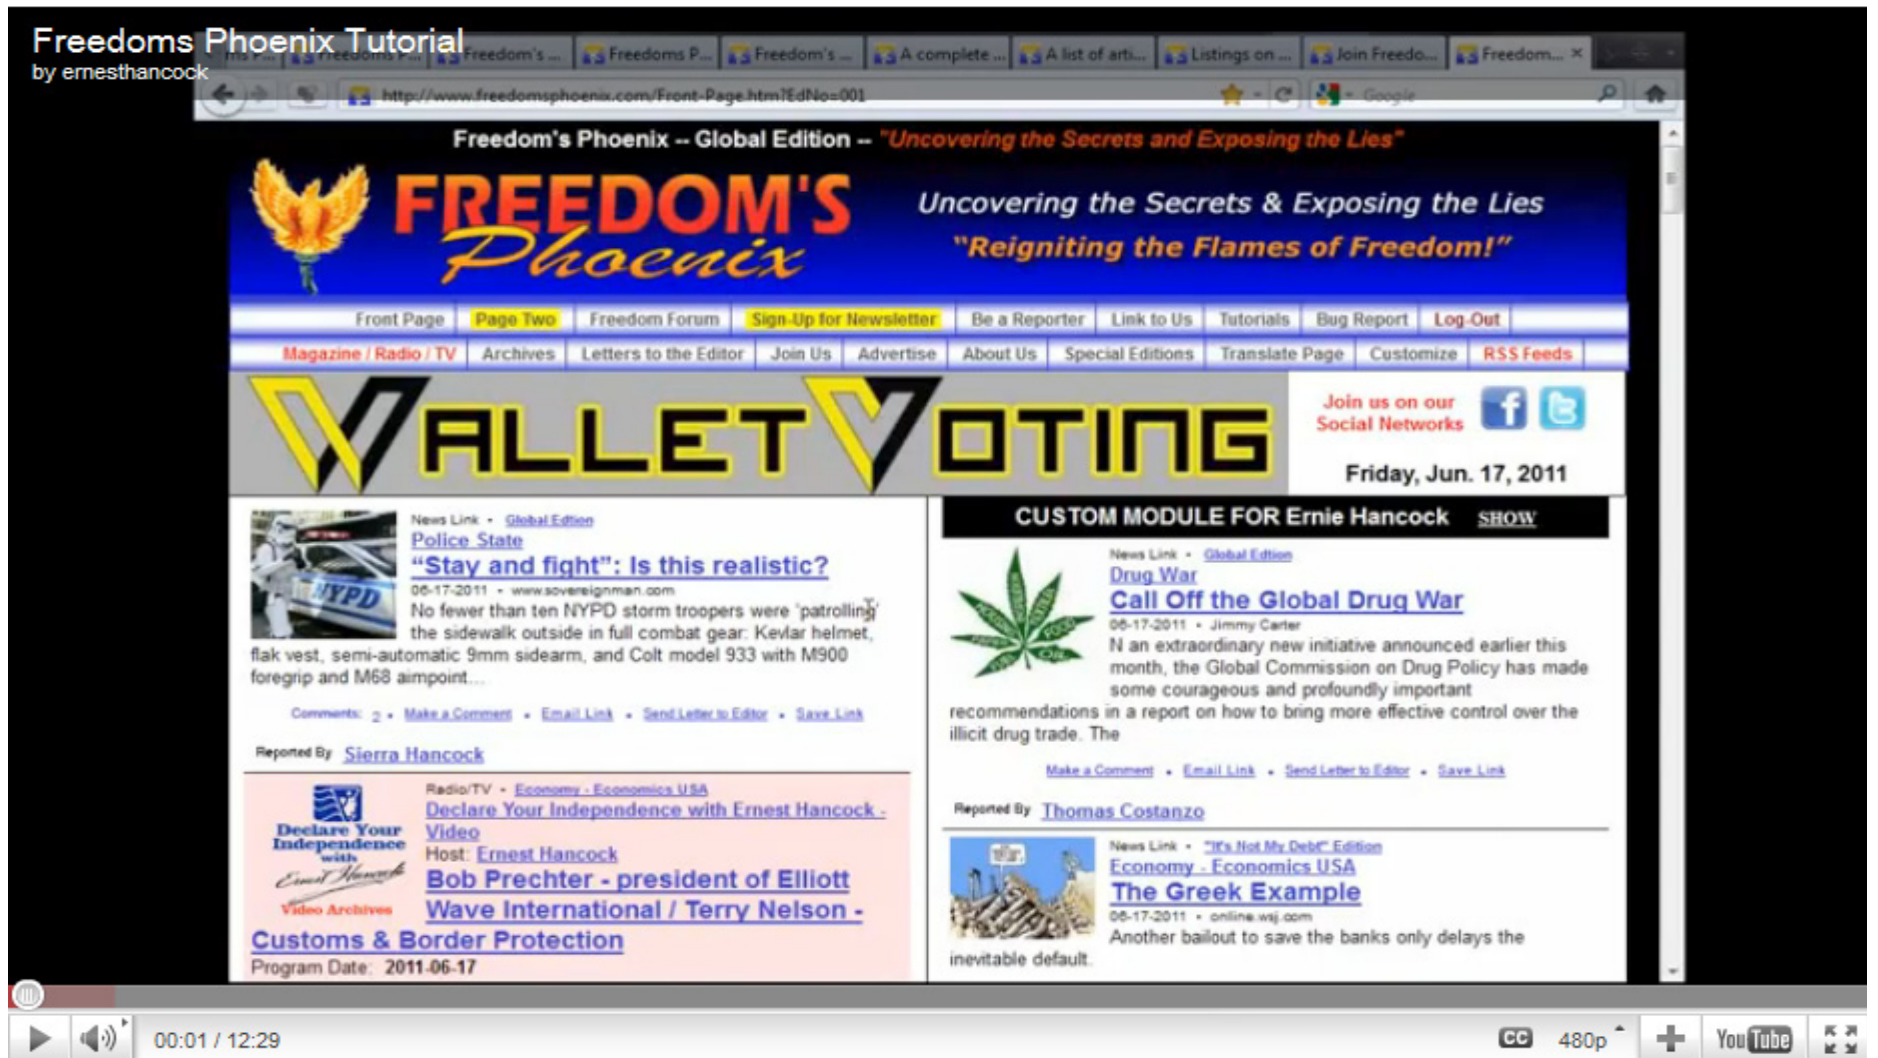 Freedoms Phoenix Tutorial
by ernesthancock
Freedom's ...
Freedoms P...
Freedom's ...
A complete ...
A list of arti...
Listings on ...
Join Freedo...
Freedom...
http://www.freedomsphoenix.com/Front-Page.htm?EdNo=001
Google
Freedom's Phoenix -- Global Edition -- "Uncovering the Secrets and Exposing the Lies"
FREEDOM'S
Phoenix
Uncovering the Secrets & Exposing the Lies
"Reigniting the Flames of Freedom!"
Front Page Page Two Freedom Forum Sign-Up for Newsletter Be a Reporter Link to Us Tutorials Bug Report Log-Out
Magazine / Radio / TV Archives Letters to the Editor Join Us Advertise About Us Special Editions Translate Page Customize RSS Feeds
WALLET VOTING
Join us on our
Social Networks
Friday, Jun. 17, 2011
NYPD
News Link • Global Edtion
Police State
“Stay and fight”: Is this realistic?
06-17-2011 • www.sovereignman.com
No fewer than ten NYPD storm troopers were 'patrolling'
the sidewalk outside in full combat gear: Kevlar helmet,
flak vest, semi-automatic 9mm sidearm, and Colt model 933 with M900
foregrip and M68 aimpoint...
Comments: 2 • Make a Comment • Email Link • Send Letter to Editor • Save Link
Reported By Sierra Hancock
Declare Your
Independence
with
Ernest Hancock
Video Archives
Radio/TV • Economy - Economics USA
Declare Your Independence with Ernest Hancock -
Video
Host: Ernest Hancock
Bob Prechter - president of Elliott
Wave International / Terry Nelson -
Customs & Border Protection
Program Date: 2011-06-17
CUSTOM MODULE FOR Ernie Hancock SHOW
News Link • Global Edtion
Drug War
Call Off the Global Drug War
06-17-2011 • Jimmy Carter
N an extraordinary new initiative announced earlier this
month, the Global Commission on Drug Policy has made
some courageous and profoundly important
recommendations in a report on how to bring more effective control over the
illicit drug trade. The
Make a Comment • Email Link • Send Letter to Editor • Save Link
Reported By Thomas Costanzo
News Link • "It's Not My Debt" Edition
Economy - Economics USA
The Greek Example
06-17-2011 • online.wsj.com
Another bailout to save the banks only delays the
inevitable default.
00:01 / 12:29
CC
480p
YouTube